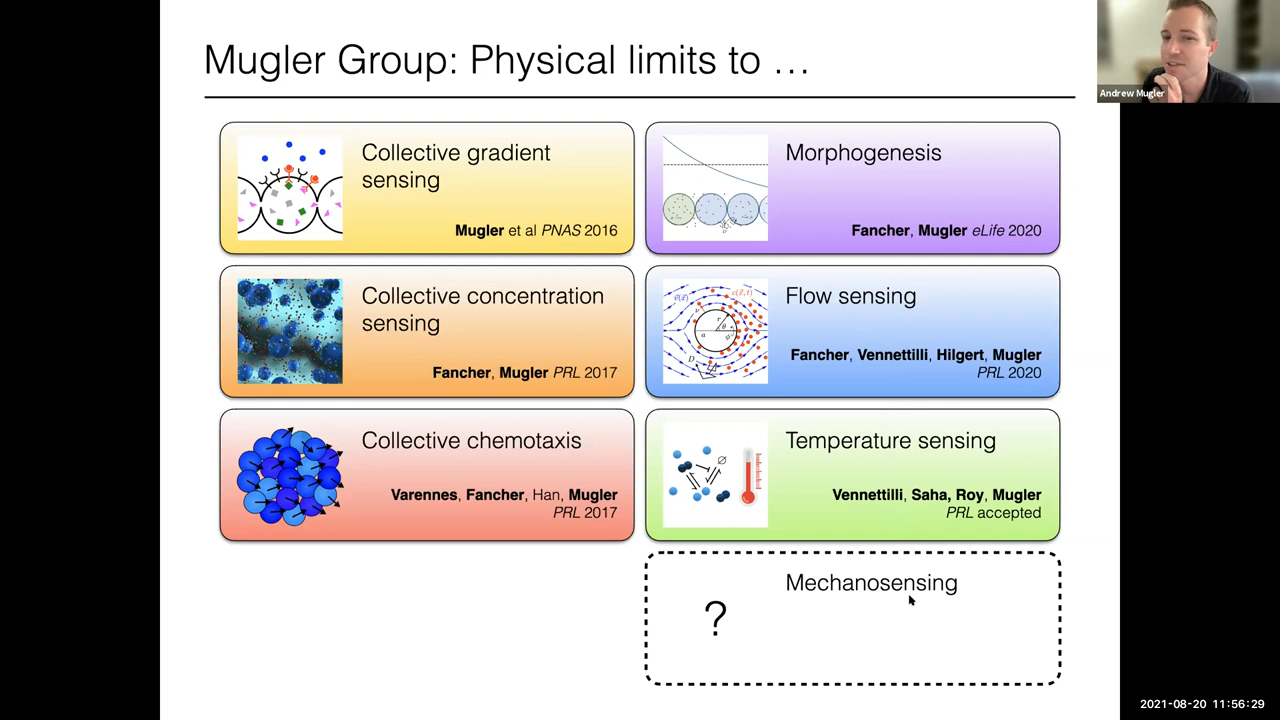 Mugler Group: Physical limits to …
Andrew Mugler
Collective gradient
sensing
Mugler et al PNAS 2016
Morphogenesis
Fancher, Mugler eLife 2020
Collective concentration
sensing
Fancher, Mugler PRL 2017
Flow sensing
Fancher, Vennettilli, Hilgert, Mugler
PRL 2020
Collective chemotaxis
Varennes, Fancher, Han, Mugler
PRL 2017
Temperature sensing
Vennettilli, Saha, Roy, Mugler
PRL accepted
Mechanosensing
?
2021-08-20 11:56:29